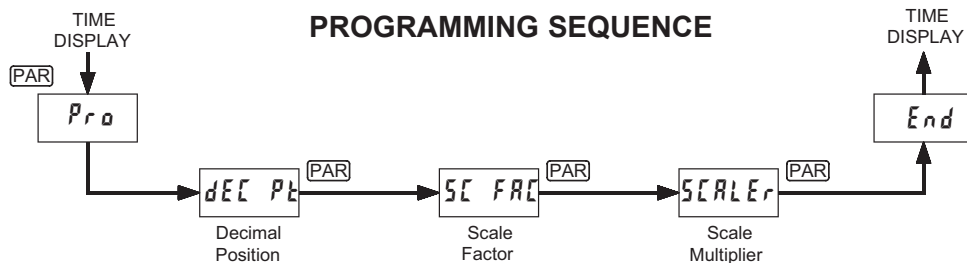 PROGRAMMING SEQUENCE
TIME
DISPLAY
PAR
Pro
dEC Pt
PAR
Decimal
Position
SC FAC
PAR
Scale
Factor
SCALEr
PAR
Scale
Multiplier
End
TIME
DISPLAY